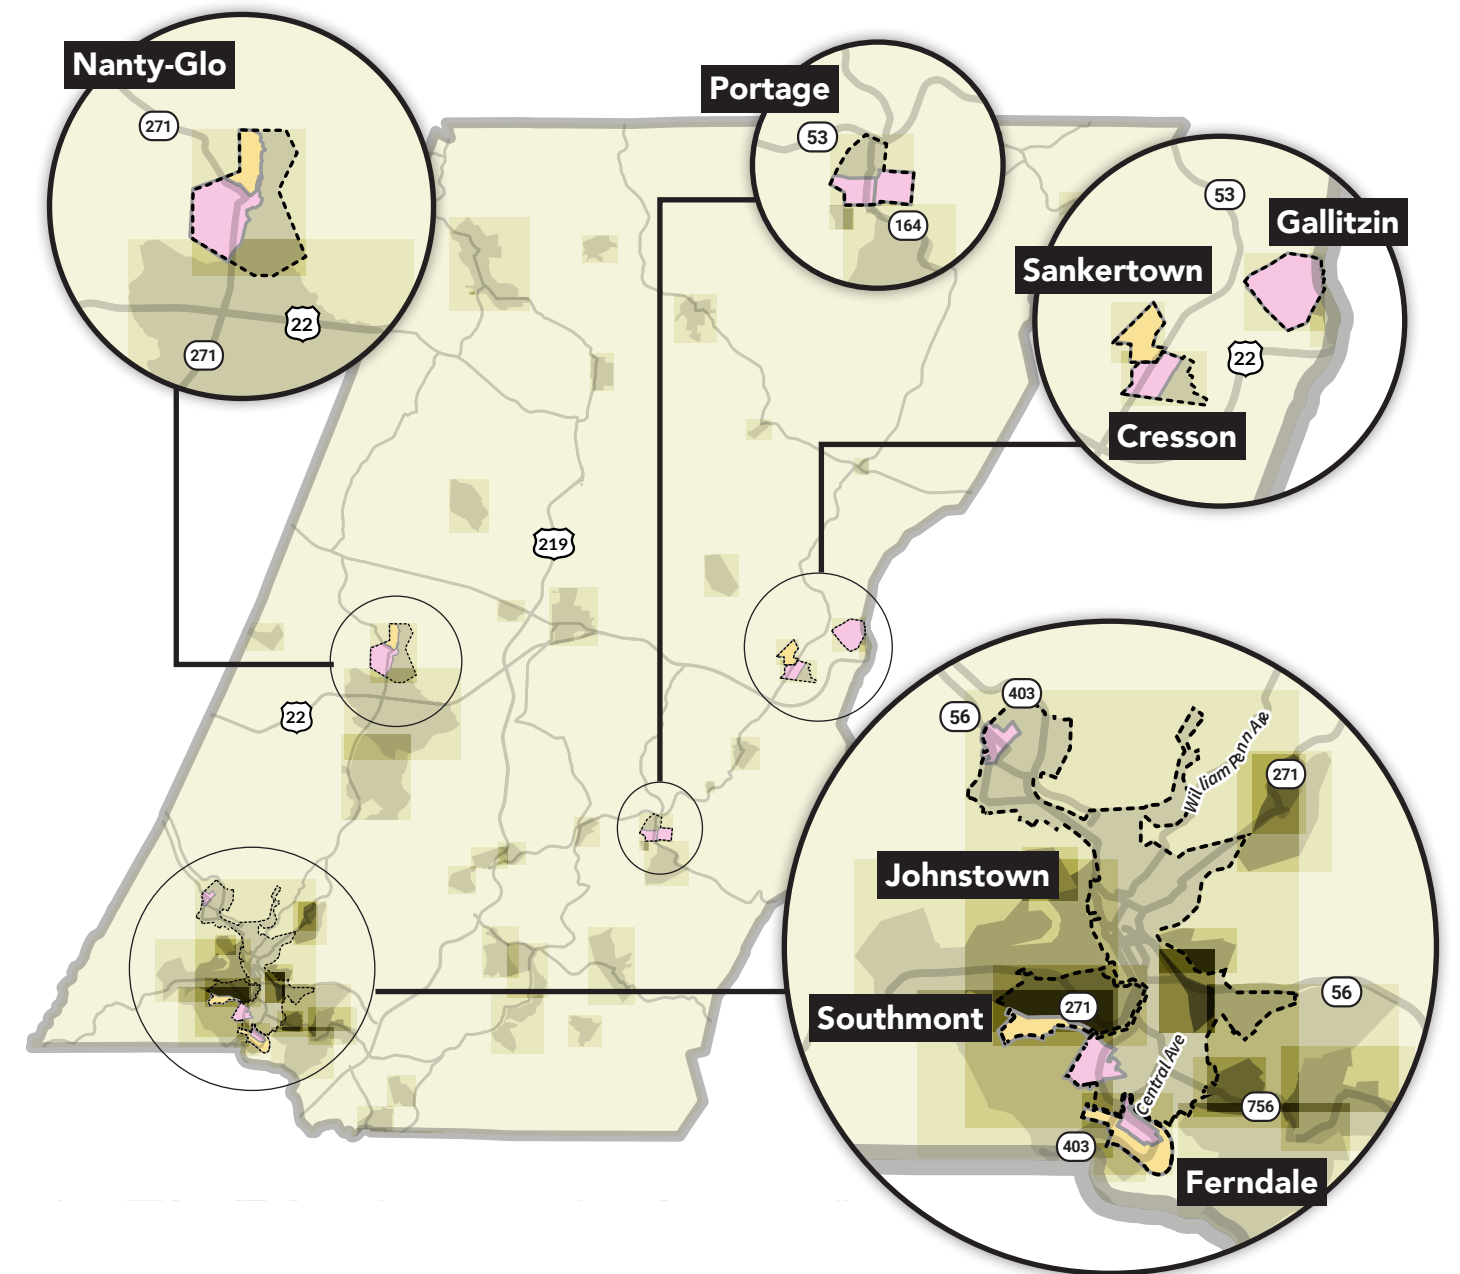 Nanty-Glo
271
22
271
Portage
53
164
53
Gallitzin
Sankertown
22
Cresson
219
22
403
56
William Penn Ave
271
Johnstown
271
56
Southmont
Central Ave
756
403
Ferndale